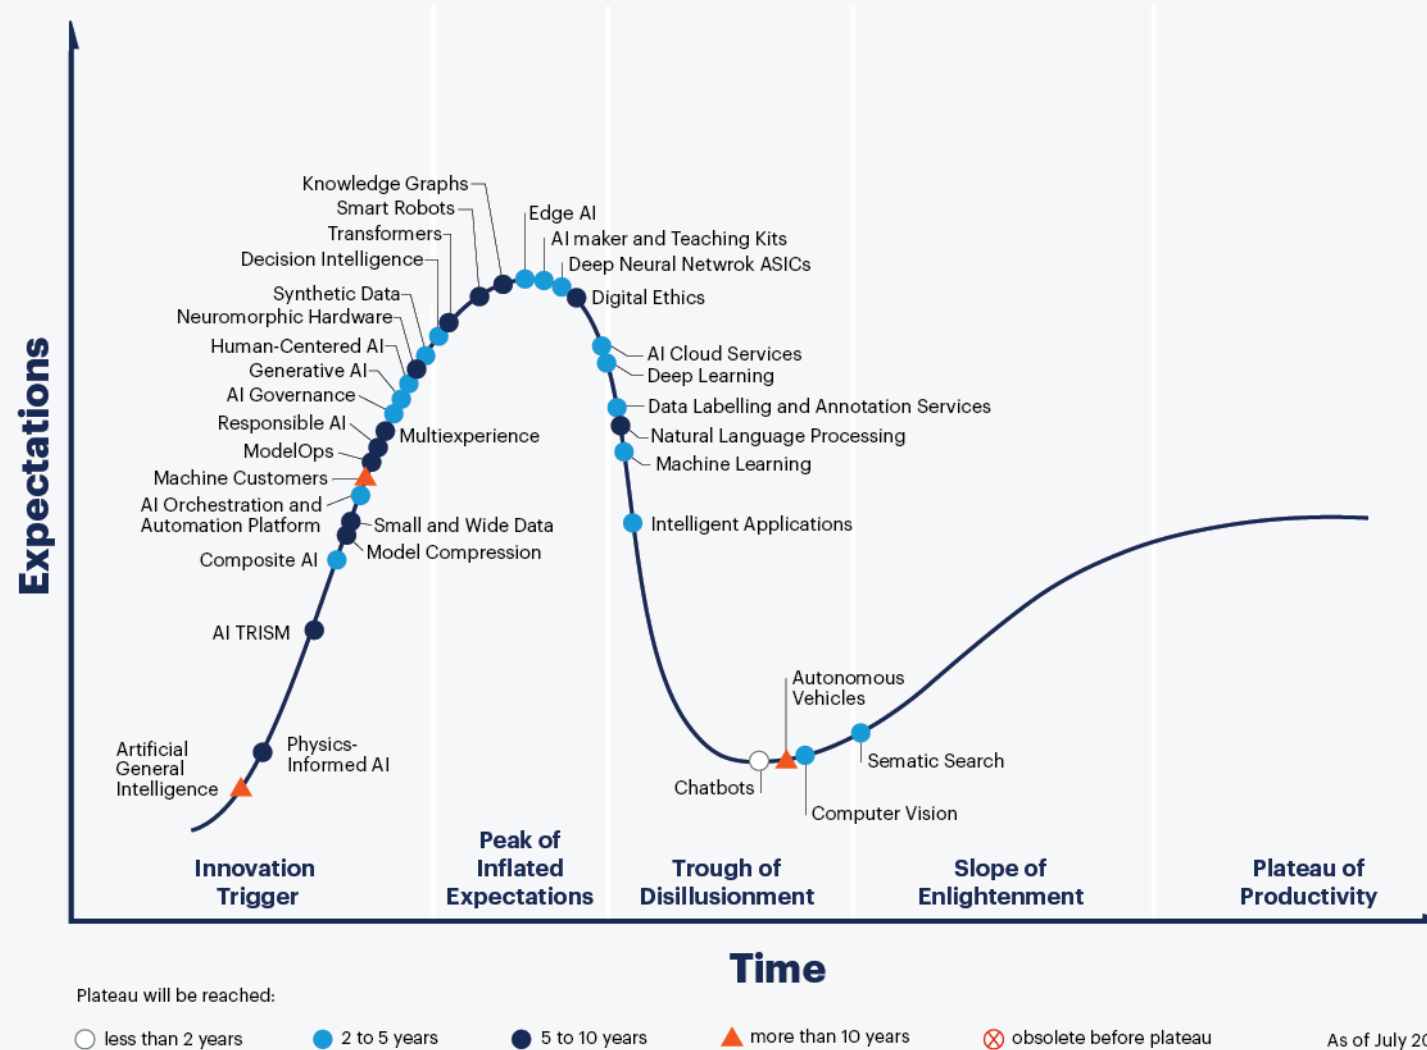 Knowledge Graphs
Smart Robots
Edge AI
Transformers
AI maker and Teaching Kits
Decision Intelligence
Deep Neural Netwrok ASICs
Synthetic Data
Digital Ethics
Neuromorphic Hardware
Human-Centered AI
AI Cloud Services
Generative AI
Deep Learning
AI Governance
Data Labelling and Annotation Services
Responsible AI
Multiexperience
Natural Language Processing
ModelOps
Machine Learning
Machine Customers
AI Orchestration and
Automation Platform
Small and Wide Data
Intelligent Applications
Model Compression
Composite AI
AI TRISM
Autonomous
Vehicles
Artificial
General
Intelligence
Physics-
Informed AI
Sematic Search
Chatbots
Computer Vision
Expectations
Innovation
Trigger
Peak of
Inflated
Expectations
Trough of
Disillusionment
Slope of
Enlightenment
Plateau of
Productivity
Time
Plateau will be reached:
less than 2 years
2 to 5 years
5 to 10 years
more than 10 years
obsolete before plateau
As of July